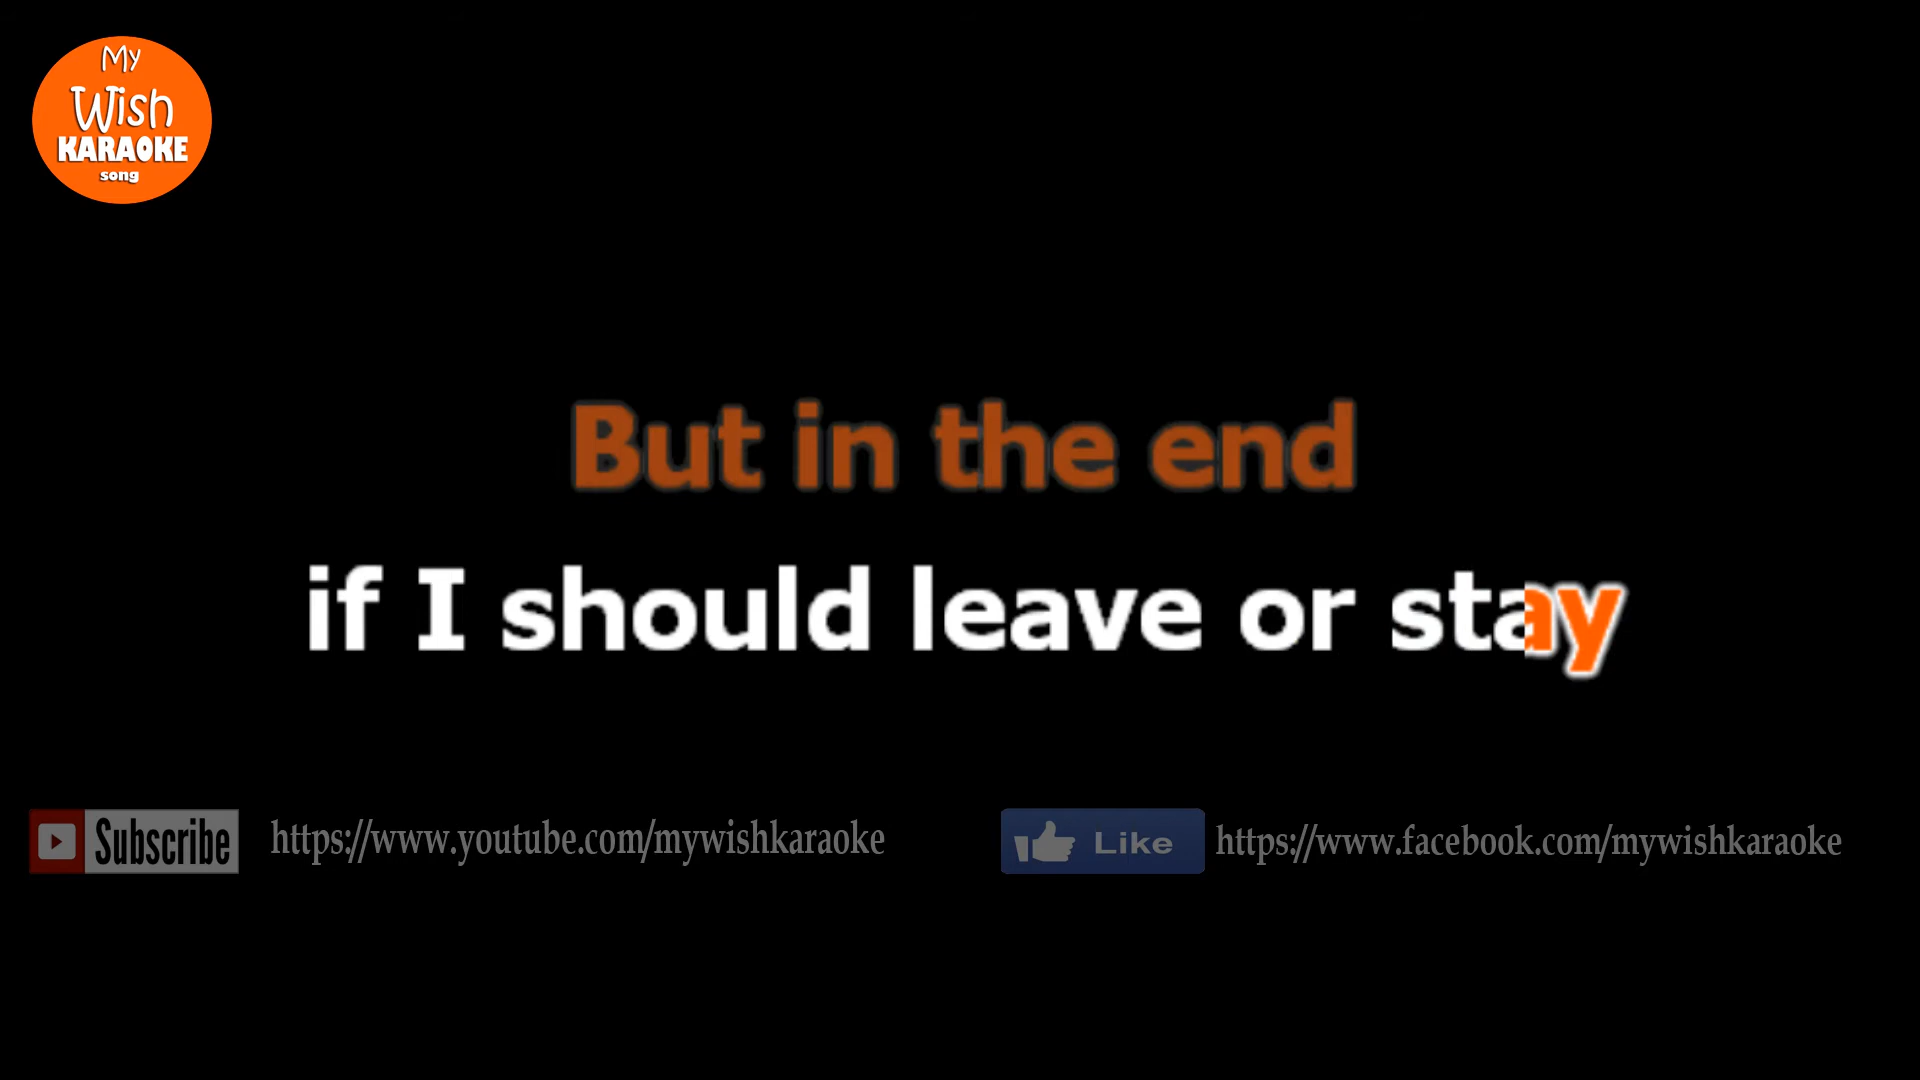 My
Wish
KARAOKE
song
But in the end
if I should leave or stay
Subscribe https://www.youtube.com/mywishkaraoke
Like https://www.facebook.com/mywishkaraoke